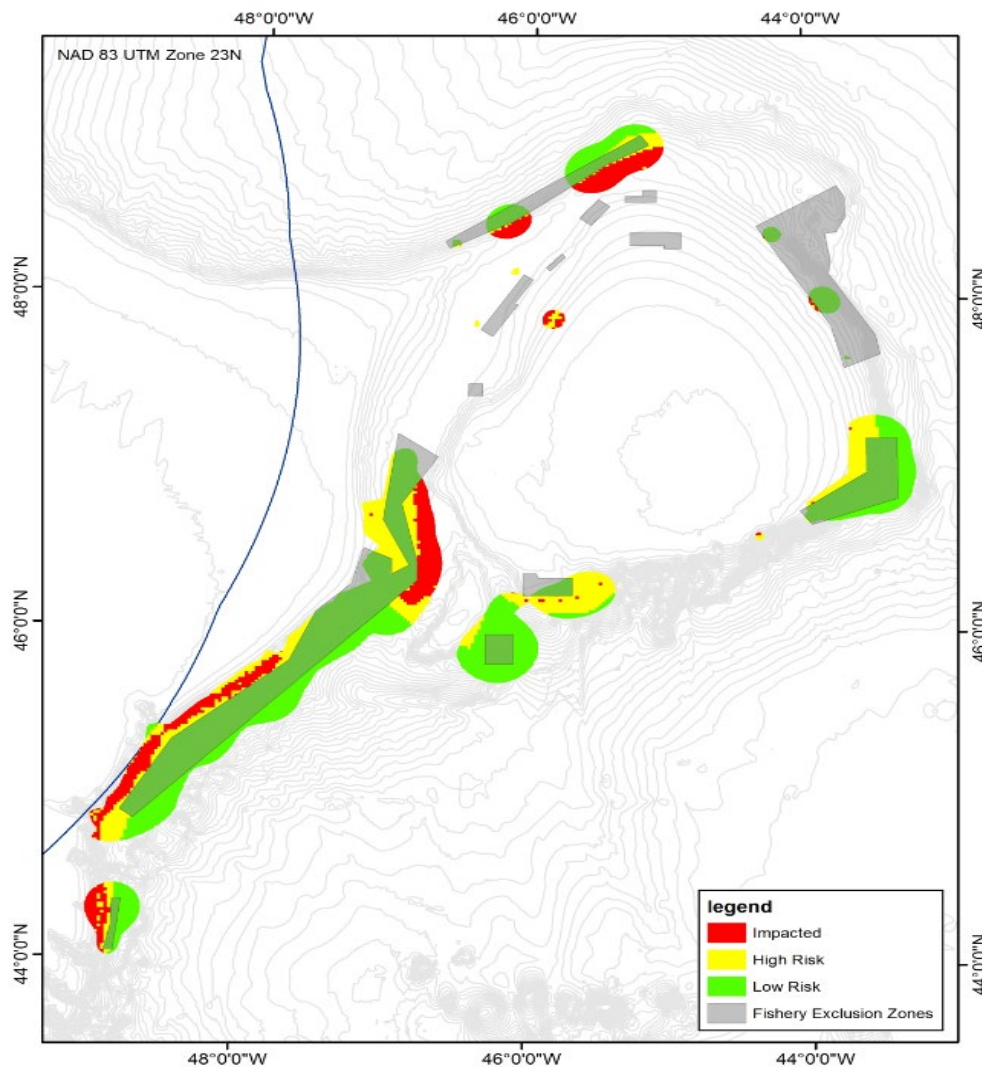 48°0'0"W 46°0'0"W 44°0'0"W
NAD 83 UTM Zone 23N
48°0'0"N 48°0'0"N
46°0'0"N 46°0'0"N
44°0'0"N 44°0'0"N
legend
Impacted
High Risk
Low Risk
Fishery Exclusion Zones
48°0'0"W 46°0'0"W 44°0'0"W